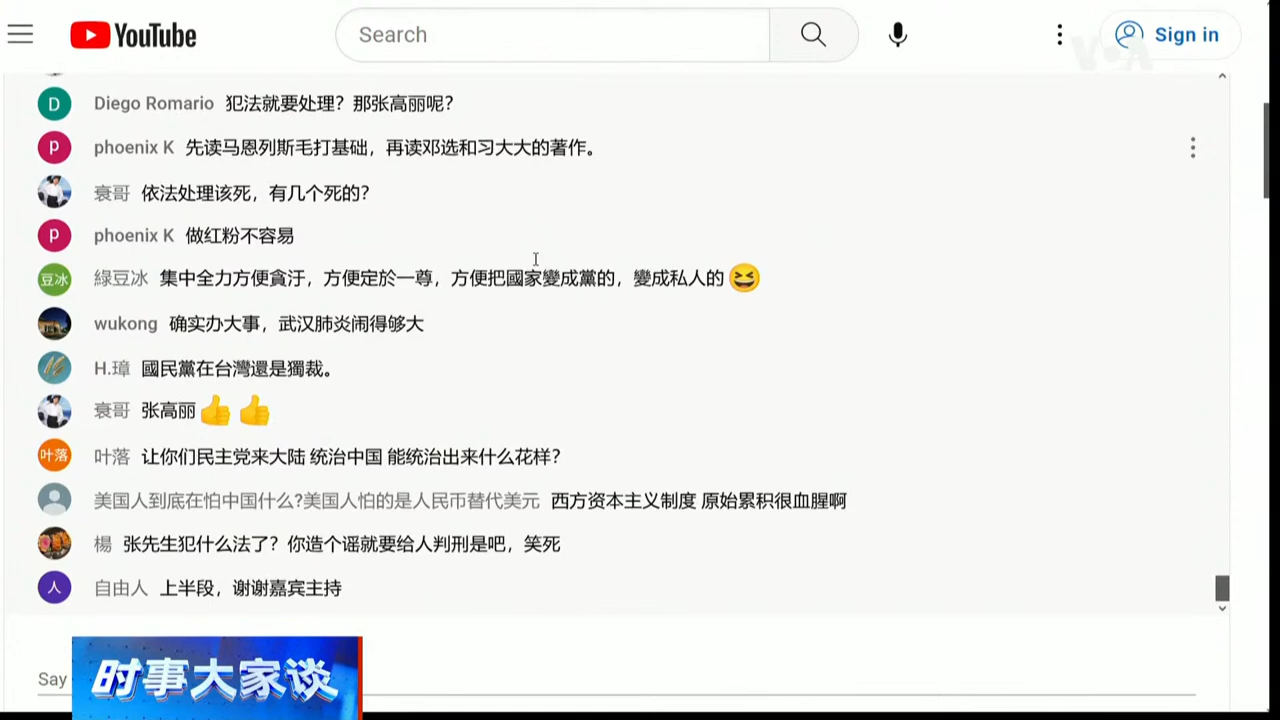 YouTube
Search
Sign in
VOA
D
Diego Romario 犯法就要处理？那张高丽呢？
P
phoenix K 先读马恩列斯毛打基础，再读邓选和习大大的著作。
衰哥 依法处理该死，有几个死的？
P
phoenix K 做红粉不容易
豆冰
綠豆冰 集中全力方便貪汙，方便定於一尊，方便把國家變成黨的，變成私人的 😆
wukong 确实办大事，武汉肺炎闹得够大
H.璋 國民黨在台灣還是獨裁。
衰哥 张高丽👍👍
叶落
叶落 让你们民主党来大陆 统治中国 能统治出来什么花样？
美国人到底在怕中国什么?美国人怕的是人民币替代美元 西方资本主义制度 原始累积很血腥啊
楊 张先生犯什么法了？你造个谣就要给人判刑是吧，笑死
人
自由人 上半段，谢谢嘉宾主持
Say
时事大家谈